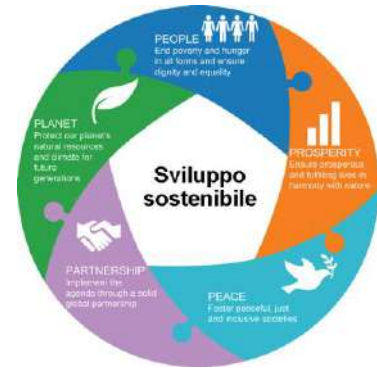 PEOPLE
End poverty and hunger
in all forms and ensure
dignity and equality
PROSPERITY
Ensure prosperous
and fulfilling lives in
harmony with nature
PEACE
Foster peaceful, just
and inclusive societies
PARTNERSHIP
Implement the
agenda through a solid
global partnership
PLANET
Protect our planet's
natural resources
and climate for
future
generations
Sviluppo
sostenibile